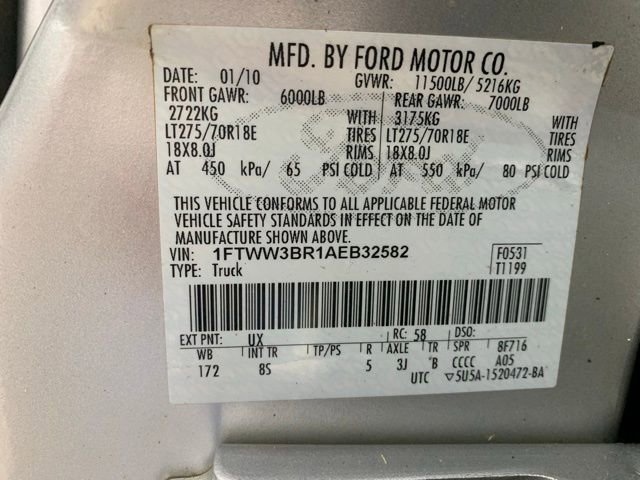 MFD. BY FORD MOTOR CO.
DATE: 01/10 GVWR: 11500LB/ 5216KG
FRONT GAWR: 6000LB REAR GAWR: 7000LB
2722KG WITH 3175KG WITH
LT275/70R18E TIRES LT275/70R18E TIRES
18X8.0J RIMS 18X8.0J RIMS
AT 450 kPa/ 65 PSI COLD AT 550 kPa/ 80 PSI COLD
THIS VEHICLE CONFORMS TO ALL APPLICABLE FEDERAL MOTOR
VEHICLE SAFETY STANDARDS IN EFFECT ON THE DATE OF
MANUFACTURE SHOWN ABOVE.
VIN: 1FTWW3BR1AEB32582 F0531
TYPE: Truck T1199
EXT PNT: UX RC: 58 DSO:
WB INT TR TP/PS R AXLE TR SPR 8F716
172 8S 5 3J "B CCCC A05
UTC ▽5U5A-1520472-BA